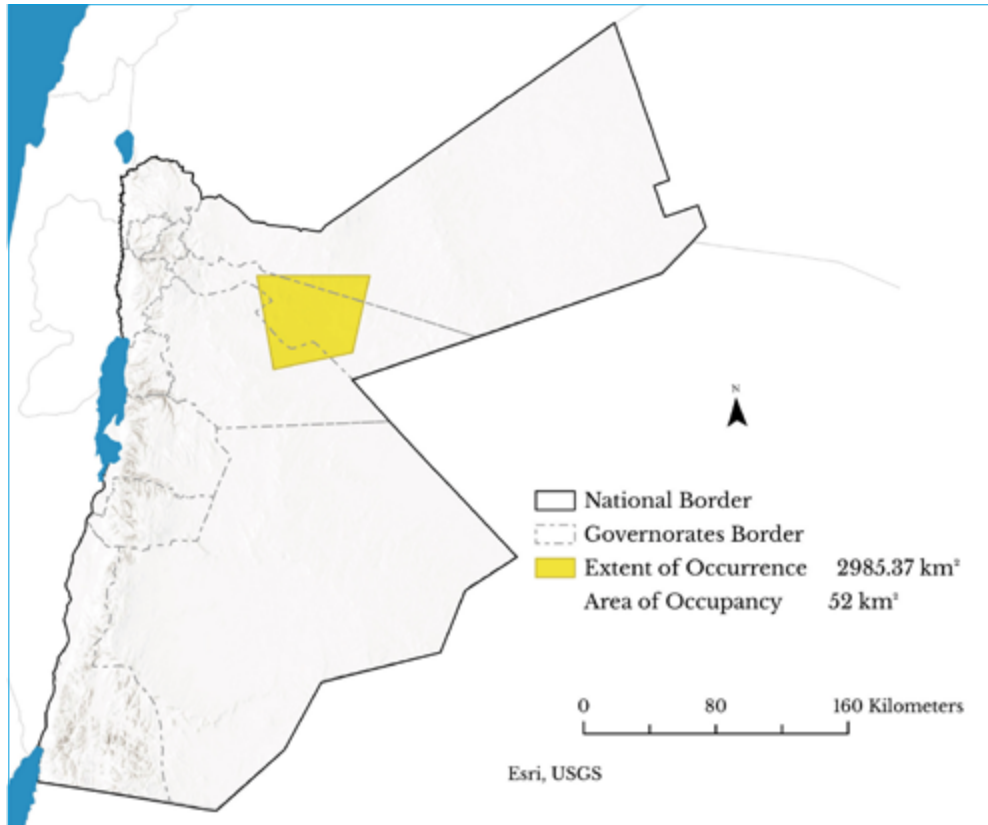 N
National Border
Governorates Border
Extent of Occurrence 2985.37 km²
Area of Occupancy 52 km²
0 80 160 Kilometers
Esri, USGS